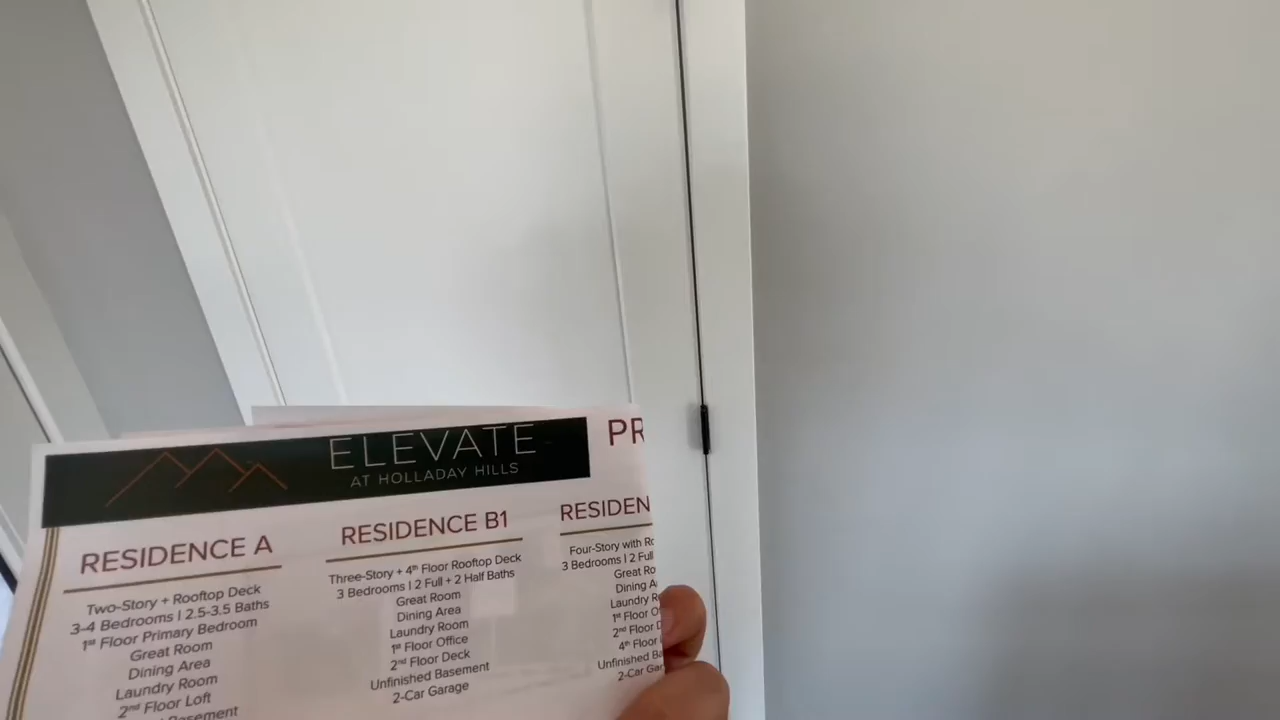 ELEVATE
AT HOLLADAY HILLS
PR
RESIDENCE A
Two-Story + Rooftop Deck
3-4 Bedrooms | 2.5-3.5 Baths
1st Floor Primary Bedroom
Great Room
Dining Area
Laundry Room
2nd Floor Loft
Basement
RESIDENCE B1
Three-Story + 4th Floor Rooftop Deck
3 Bedrooms | 2 Full + 2 Half Baths
Great Room
Dining Area
Laundry Room
1st Floor Office
2nd Floor Deck
Unfinished Basement
2-Car Garage
RESIDEN
Four-Story with Ro
3 Bedrooms | 2 Full
Great Ro
Dining A
Laundry R
1st Floor O
2nd Floor D
4th Floor
Unfinished Ba
2-Car Gar